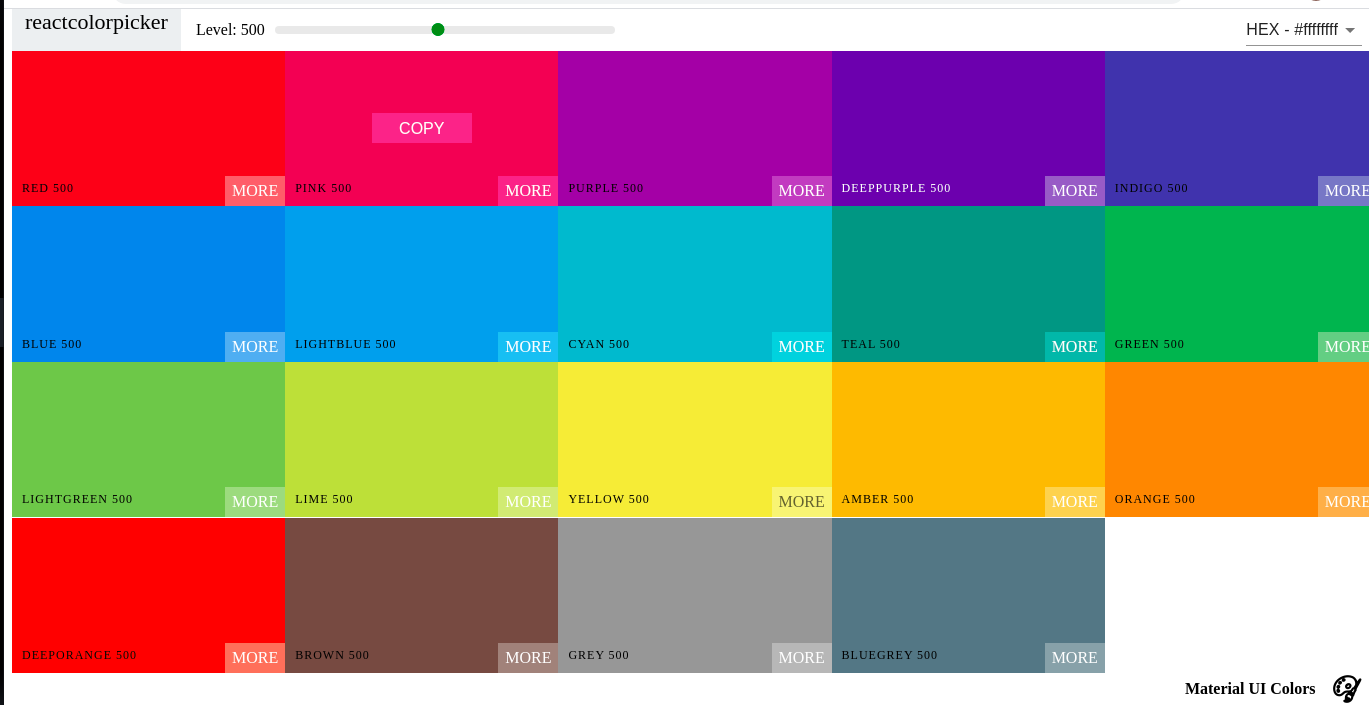 reactcolorpicker
Level: 500
HEX - #ffffffff
COPY
RED 500 MORE
PINK 500 MORE
PURPLE 500 MORE
DEEPPURPLE 500 MORE
INDIGO 500 MORE
BLUE 500 MORE
LIGHTBLUE 500 MORE
CYAN 500 MORE
TEAL 500 MORE
GREEN 500 MORE
LIGHTGREEN 500 MORE
LIME 500 MORE
YELLOW 500 MORE
AMBER 500 MORE
ORANGE 500 MORE
DEEPORANGE 500 MORE
BROWN 500 MORE
GREY 500 MORE
BLUEGREY 500 MORE
Material UI Colors